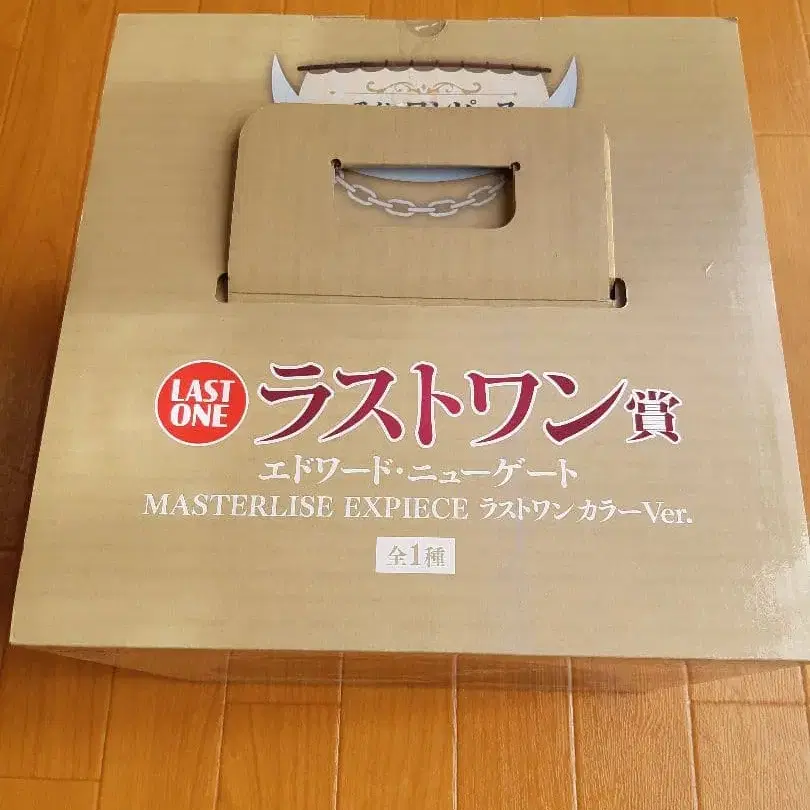 LAST
ONE
ラストワン賞
エドワード・ニューゲート
MASTERLISE EXPIECE ラストワン カラーVer.
全1種